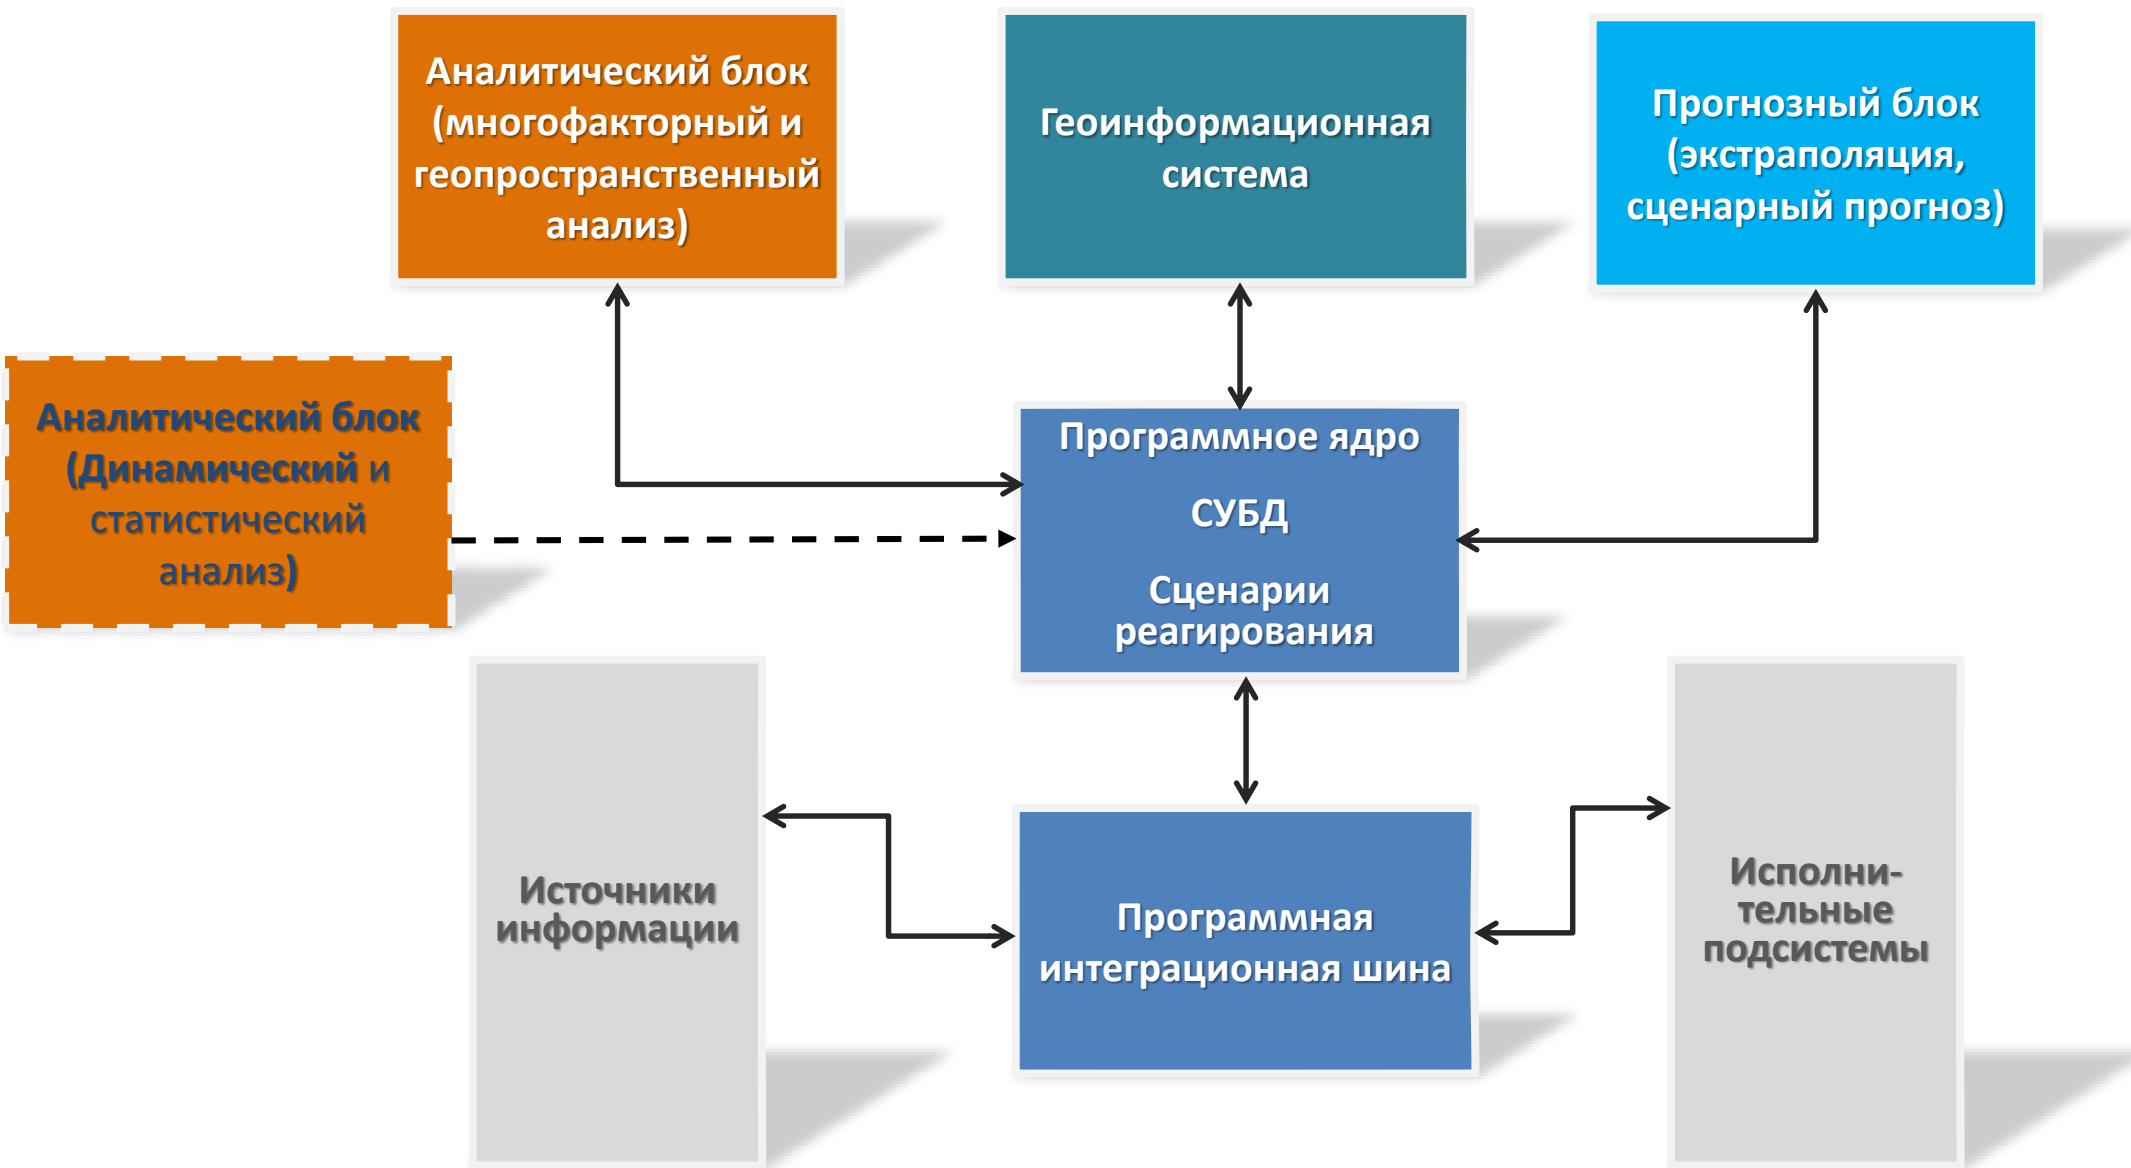 Аналитический блок
(многофакторный и
геопространственный
анализ)
Геоинформационная
система
Прогнозный блок
(экстраполяция,
сценарный прогноз)
Аналитический блок
(Динамический и
статистический
анализ)
Программное ядро
СУБД
Сценарии
реагирования
Источники
информации
Программная
интеграционная шина
Исполни-
тельные
подсистемы